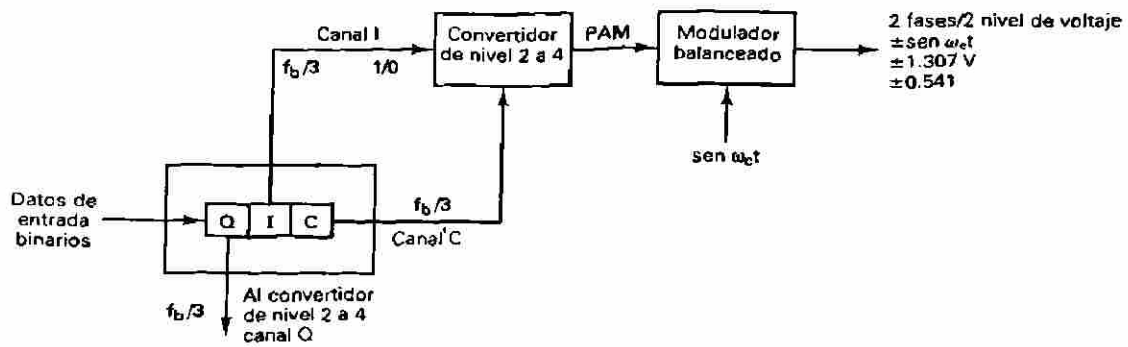 Canal I
f_b/3
1/0
Convertidor
de nivel 2 a 4
PAM
Modulador
balanceado
2 fases/2 nivel de voltaje
±sen ω_ct
±1.307 V
±0.541
sen ω_ct
Datos de
entrada
binarios
Q
I
C
f_b/3
Canal C
f_b/3
Al convertidor
de nivel 2 a 4
canal Q